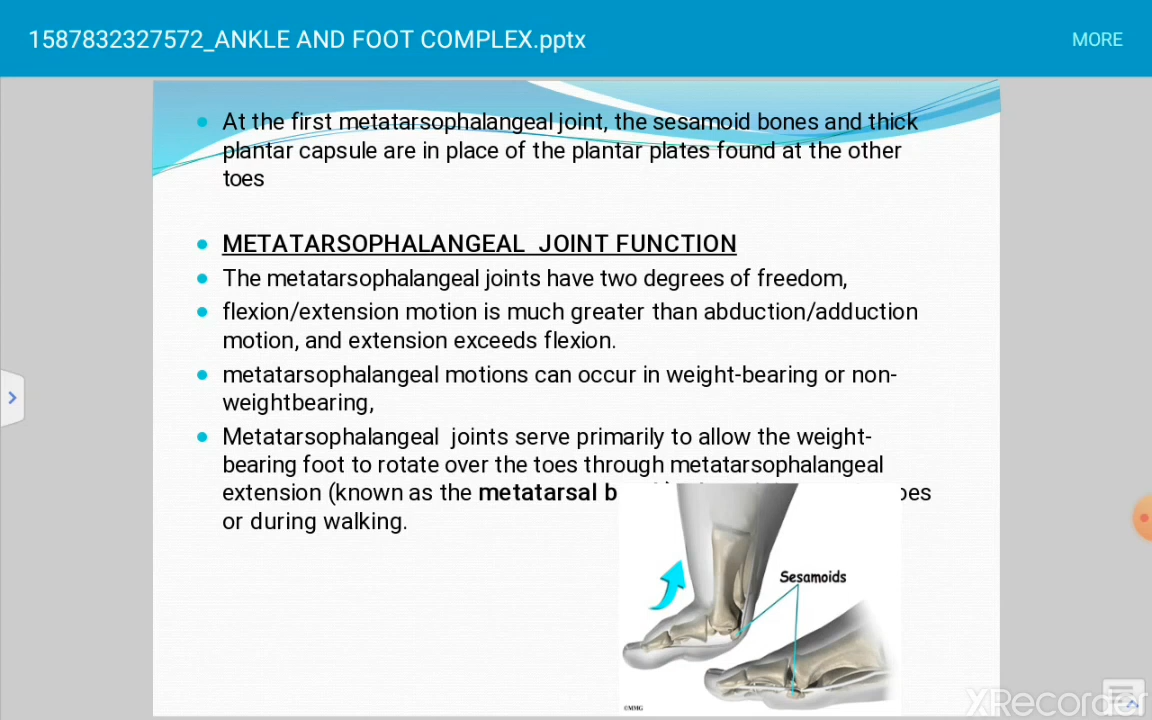 1587832327572_ANKLE AND FOOT COMPLEX.pptx
MORE
At the first metatarsophalangeal joint, the sesamoid bones and thick
plantar capsule are in place of the plantar plates found at the other
toes
METATARSOPHALANGEAL JOINT FUNCTION
The metatarsophalangeal joints have two degrees of freedom,
flexion/extension motion is much greater than abduction/adduction
motion, and extension exceeds flexion.
metatarsophalangeal motions can occur in weight-bearing or non-
weightbearing,
Metatarsophalangeal joints serve primarily to allow the weight-
bearing foot to rotate over the toes through metatarsophalangeal
extension (known as the metatarsal
or during walking.
Sesamoids
©MMG
XRecorder